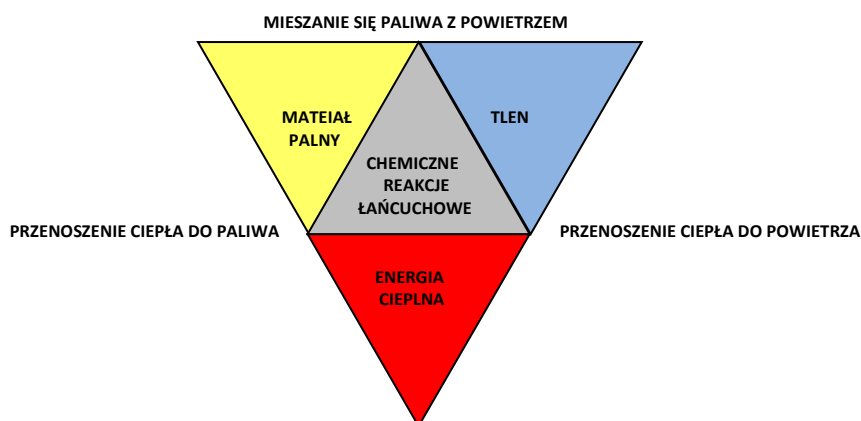 MIESZANIE SIĘ PALIWA Z POWIETRZEM
MATEIAŁ
PALNY
TLEN
CHEMICZNE
REAKCJE
ŁAŃCUCHOWE
PRZENOSZENIE CIEPŁA DO PALIWA
PRZENOSZENIE CIEPŁA DO POWIETRZA
ENERGIA
CIEPLNA